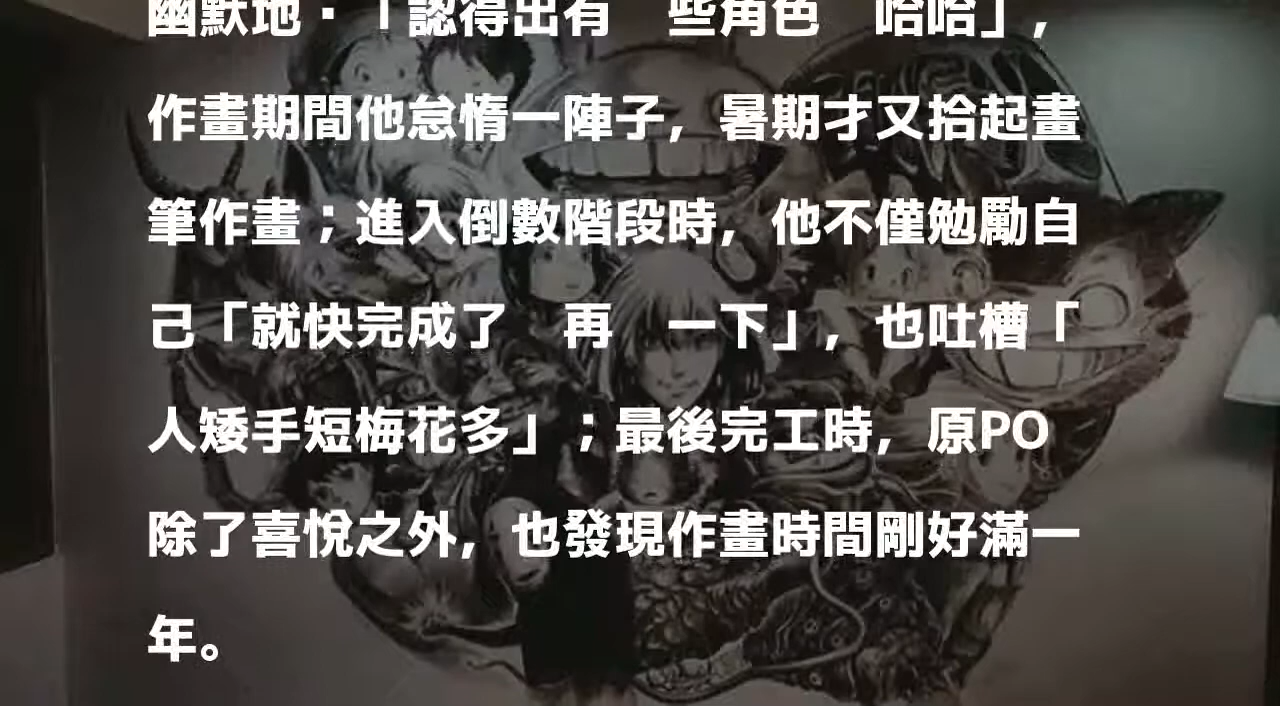 幽默地：「認得出有　些角色　哈哈」，
作畫期間他怠惰一陣子，暑期才又拾起畫
筆作畫；進入倒數階段時，他不僅勉勵自
己「就快完成了　再　一下」，也吐槽「
人矮手短梅花多」；最後完工時，原PO
除了喜悅之外，也發現作畫時間剛好滿一
年。